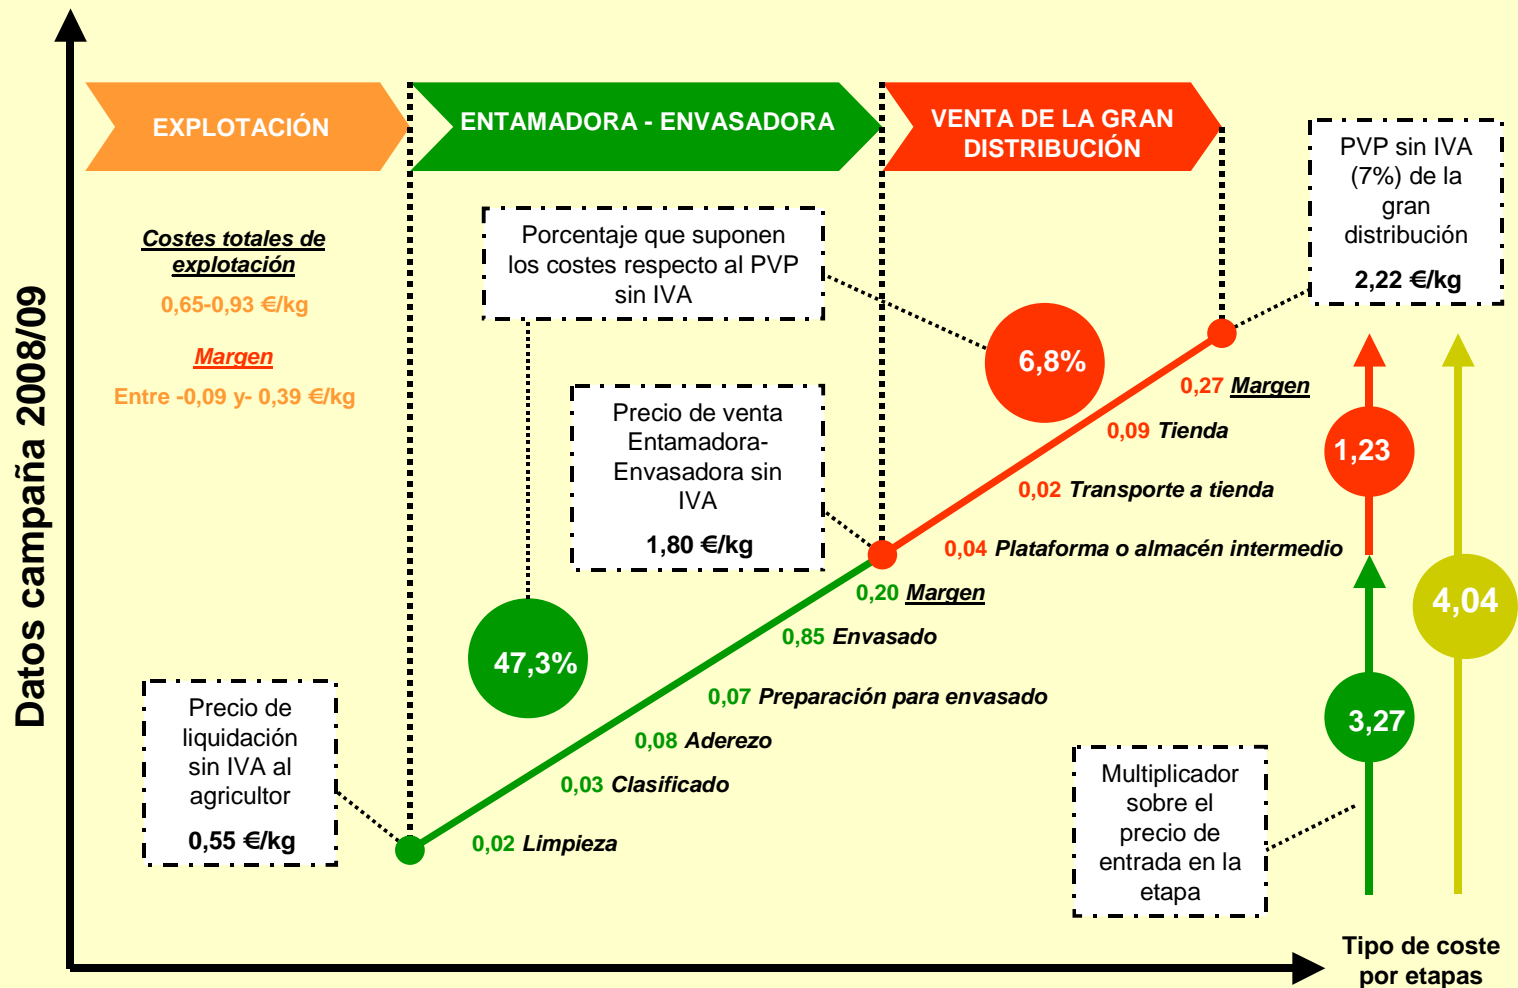 EXPLOTACIÓN
ENTAMADORA - ENVASADORA
VENTA DE LA GRAN
DISTRIBUCIÓN
PVP sin IVA
(7%) de la
gran
distribución
2,22 €/kg
Costes totales de
explotación
0,65-0,93 €/kg
Margen
Entre -0,09 y- 0,39 €/kg
Porcentaje que suponen
los costes respecto al PVP
sin IVA
6,8%
47,3%
Precio de venta
Entamadora-
Envasadora sin
IVA
1,80 €/kg
0,27 Margen
0,09 Tienda
0,02 Transporte a tienda
0,04 Plataforma o almacén intermedio
0,20 Margen
0,85 Envasado
0,07 Preparación para envasado
0,08 Aderezo
0,03 Clasificado
0,02 Limpieza
Precio de
liquidación
sin IVA al
agricultor
0,55 €/kg
1,23
4,04
3,27
Multiplicador
sobre el
precio de
entrada en la
etapa
Tipo de coste
por etapas
Datos campaña 2008/09